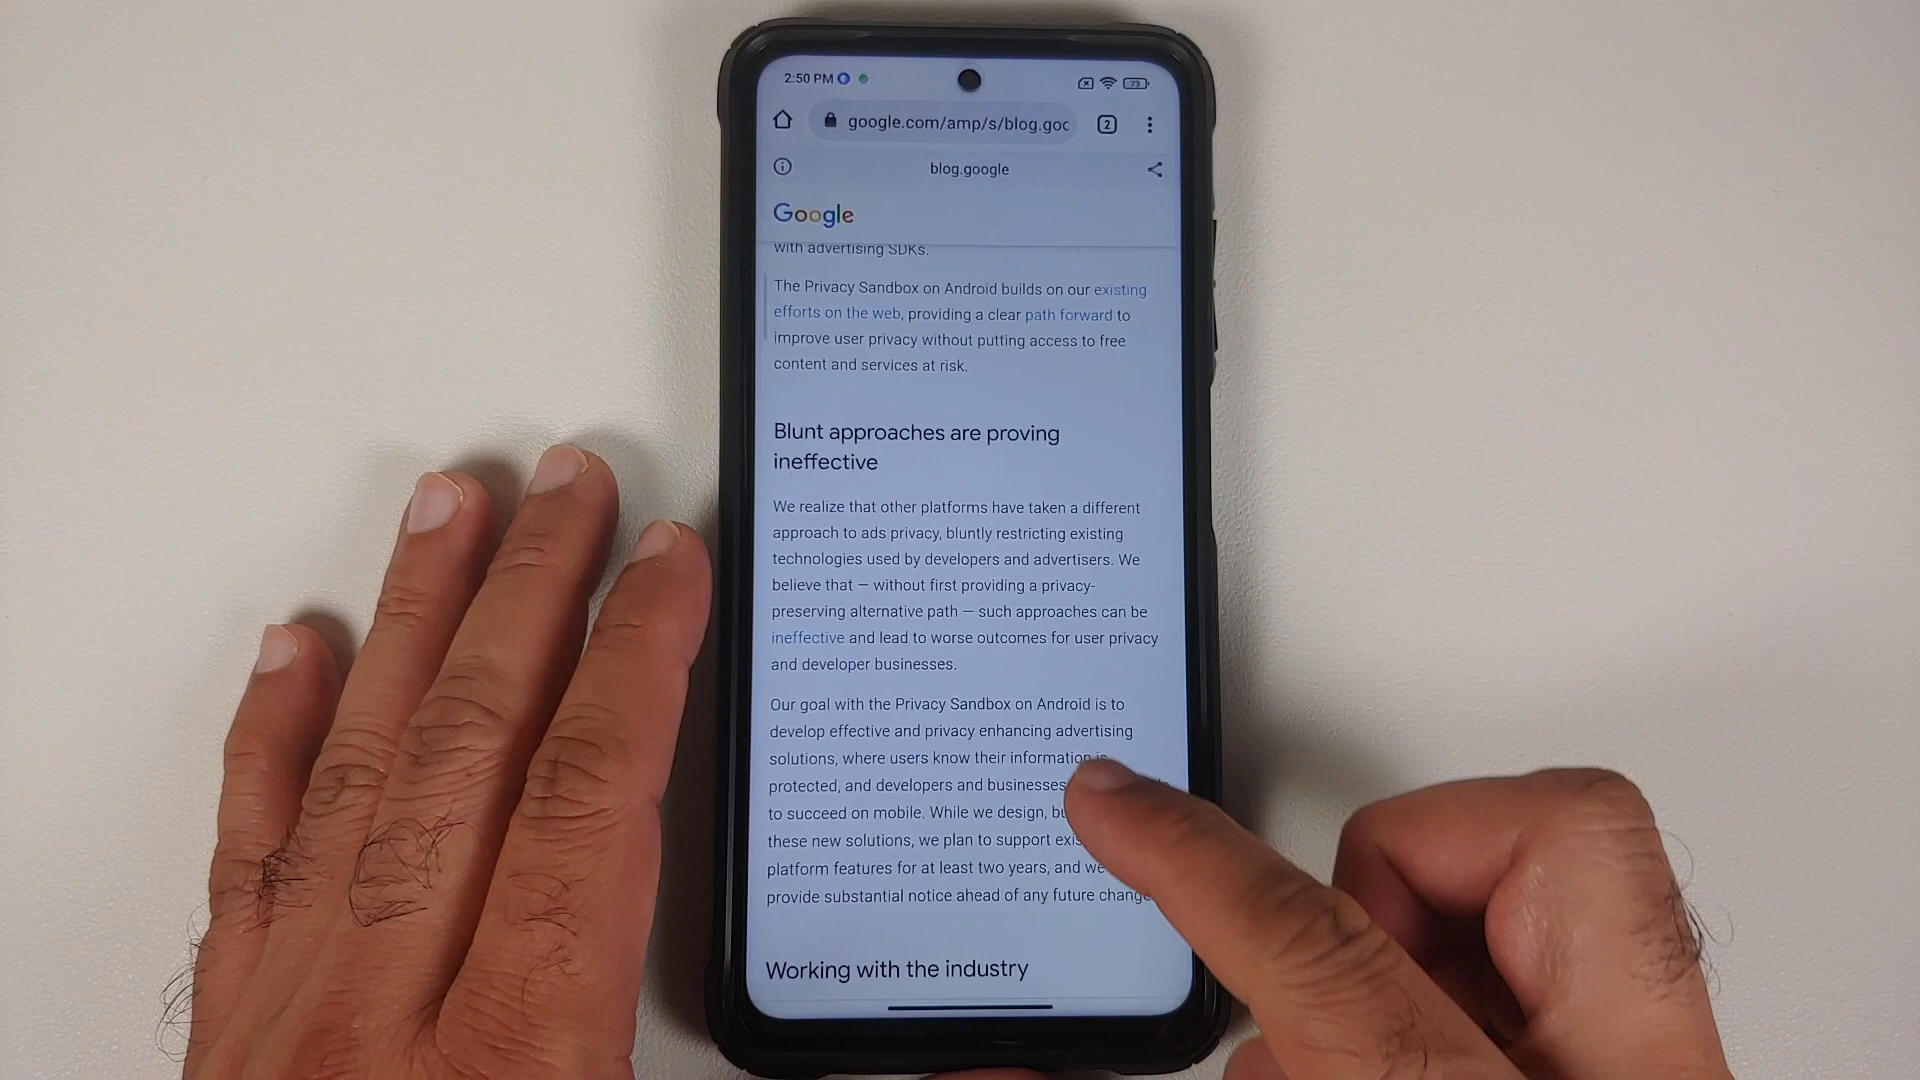 2:50 PM
73
google.com/amp/s/blog.goo
2
blog.google
Google
with advertising SDKs.
The Privacy Sandbox on Android builds on our existing
efforts on the web, providing a clear path forward to
improve user privacy without putting access to free
content and services at risk.
Blunt approaches are proving
ineffective
We realize that other platforms have taken a different
approach to ads privacy, bluntly restricting existing
technologies used by developers and advertisers. We
believe that — without first providing a privacy-
preserving alternative path — such approaches can be
ineffective and lead to worse outcomes for user privacy
and developer businesses.
Our goal with the Privacy Sandbox on Android is to
develop effective and privacy enhancing advertising
solutions, where users know their information is
protected, and developers and businesses
to succeed on mobile. While we design,
these new solutions, we plan to support
platform features for at least two years, and we
provide substantial notice ahead of any future
Working with the industry